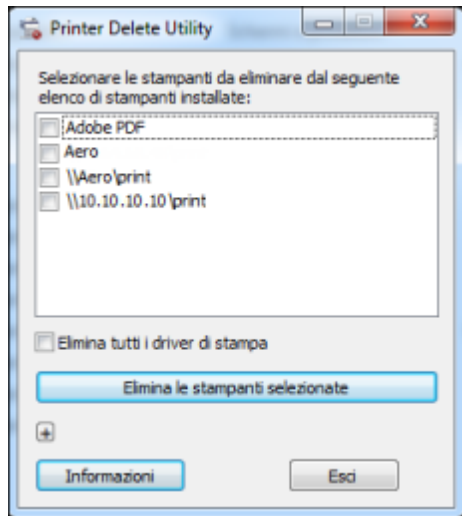 Printer Delete Utility
Selezionare le stampanti da eliminare dal seguente
elenco di stampanti installate:
Adobe PDF
Aero
\\Aero\print
\\10.10.10.10\print
Elimina tutti i driver di stampa
Elimina le stampanti selezionate
Informazioni
Esci